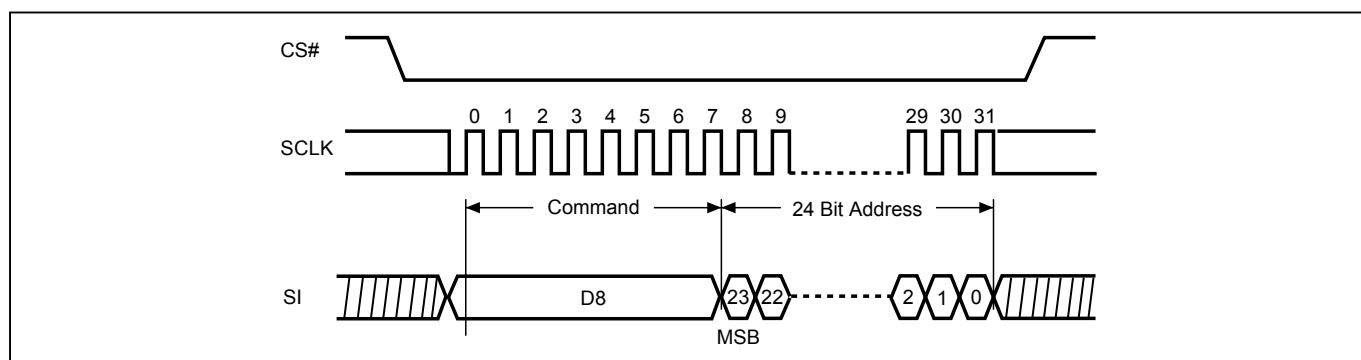 CS#
0 1 2 3 4 5 6 7 8 9 29 30 31
SCLK
Command 24 Bit Address
SI D8 23 22 2 1 0
MSB